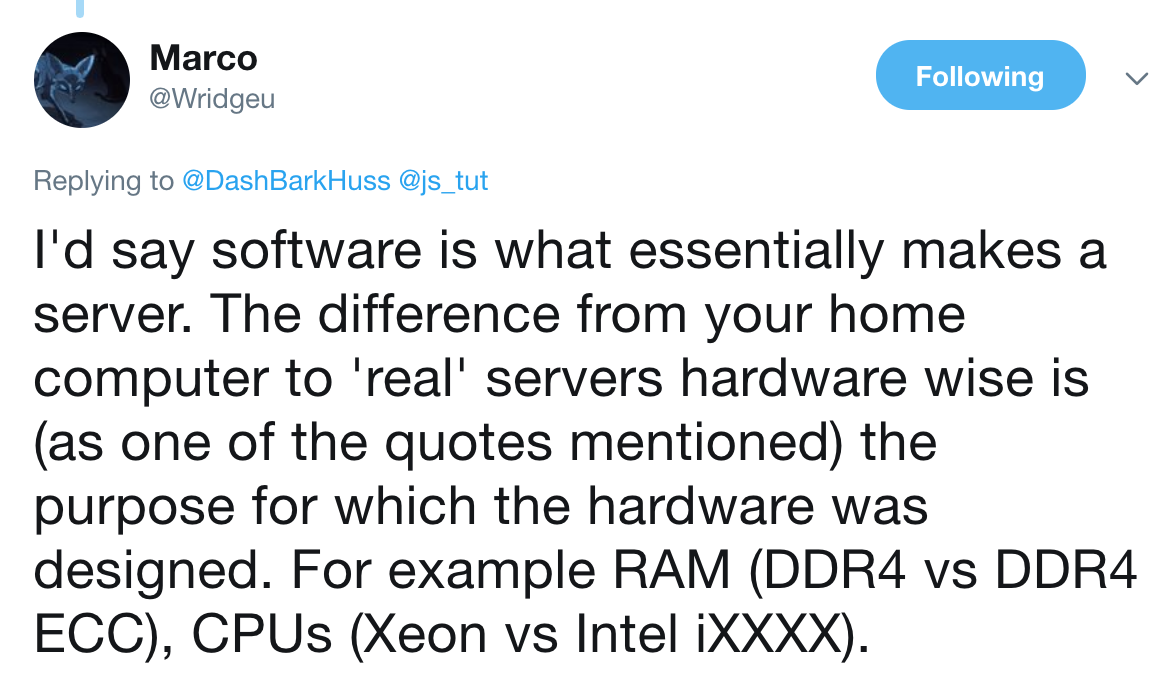 Marco
@Wridgeu
Following
Replying to @DashBarkHuss @js_tut
I'd say software is what essentially makes a
server. The difference from your home
computer to 'real' servers hardware wise is
(as one of the quotes mentioned) the
purpose for which the hardware was
designed. For example RAM (DDR4 vs DDR4
ECC), CPUs (Xeon vs Intel iXXXX).